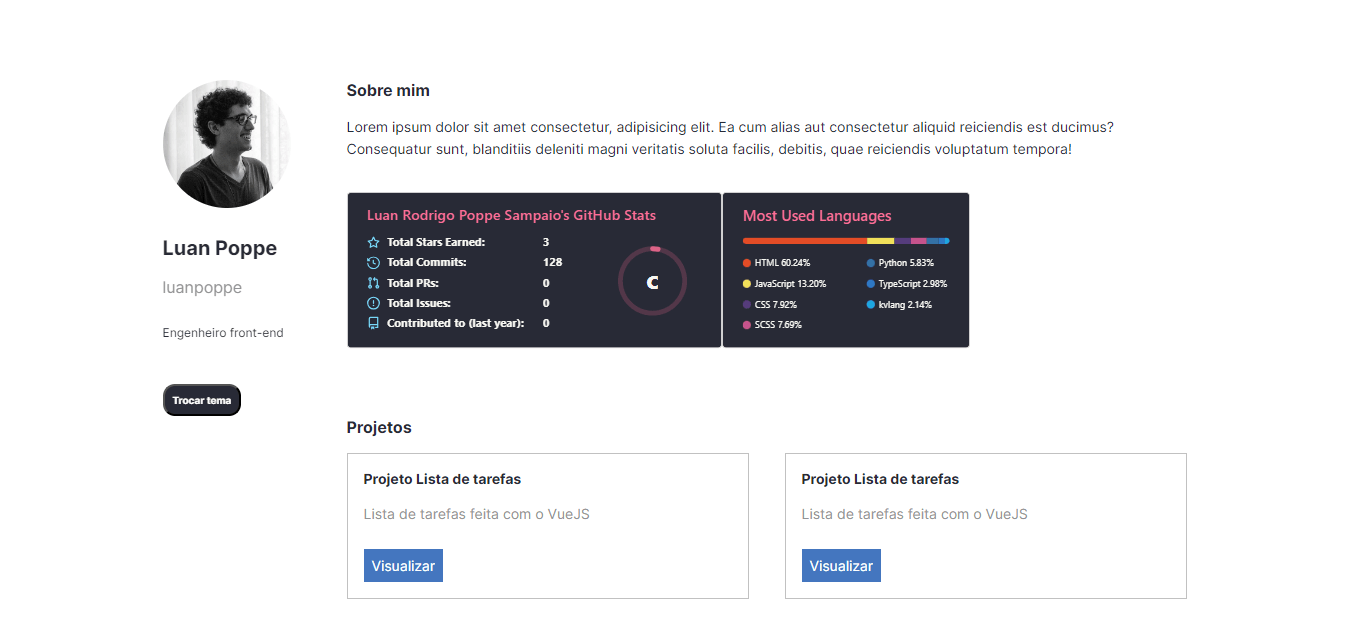 Luan Poppe
luanpoppe
Engenheiro front-end
Trocar tema
Sobre mim
Lorem ipsum dolor sit amet consectetur, adipisicing elit. Ea cum alias aut consectetur aliquid reiciendis est ducimus?
Consequatur sunt, blanditiis deleniti magni veritatis soluta facilis, debitis, quae reiciendis voluptatum tempora!
Luan Rodrigo Poppe Sampaio's GitHub Stats
Total Stars Earned: 3
Total Commits: 128
Total PRs: 0
Total Issues: 0
Contributed to (last year): 0
C
Most Used Languages
HTML 60.24%
JavaScript 13.20%
CSS 7.92%
SCSS 7.69%
Python 5.83%
TypeScript 2.98%
kvlang 2.14%
Projetos
Projeto Lista de tarefas
Lista de tarefas feita com o VueJS
Visualizar
Projeto Lista de tarefas
Lista de tarefas feita com o VueJS
Visualizar